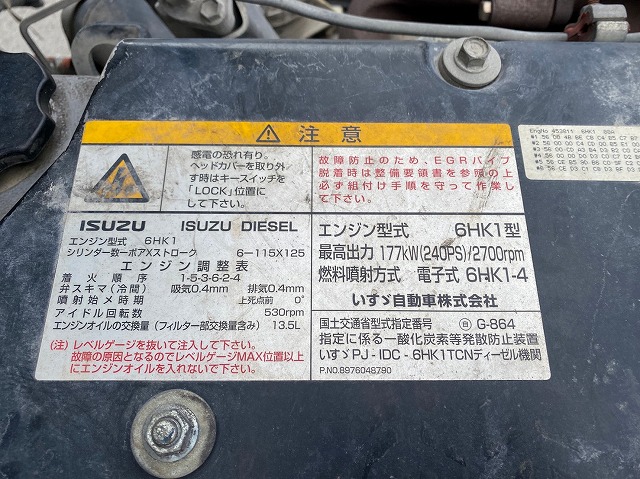 注意
感電の恐れ有り、
ヘッドカバーを取り外
す時はキースイッチを
「LOCK」位置に
して下さい。
故障防止のため、EGRパイプ
脱着時は整備要領書を参照の上
必ず組付け手順を守って作業し
て下さい。
ISUZU ISUZU DIESEL
エンジン型式 6HK1
シリンダ数ーボアXストローク 6-115X125
エンジン調整表
着火順序 1-5-3-6-2-4
弁スキマ(冷間) 吸気0.4mm 排気0.4mm
噴射始メ時期 上死点前 0°
アイドル回転数 530rpm
エンジンオイルの交換量(フィルター部交換量含み) 13.5L
(注)レベルゲージを抜いて注入して下さい。
故障の原因となるのでレベルゲージMAX位置以上
にエンジンオイルを入れないで下さい。
エンジン型式 6HK1型
最高出力 177kW(240PS)/2700rpm
燃料噴射方式 電子式 6HK1-4
いすゞ自動車株式会社
国土交通省型式指定番号 自 G-864
指定に係る一酸化炭素等発散防止装置
いすゞPJ-IDC-6HK1TCNディーゼル機関
P.NO.8976048790
EngNo 453611 6HK1